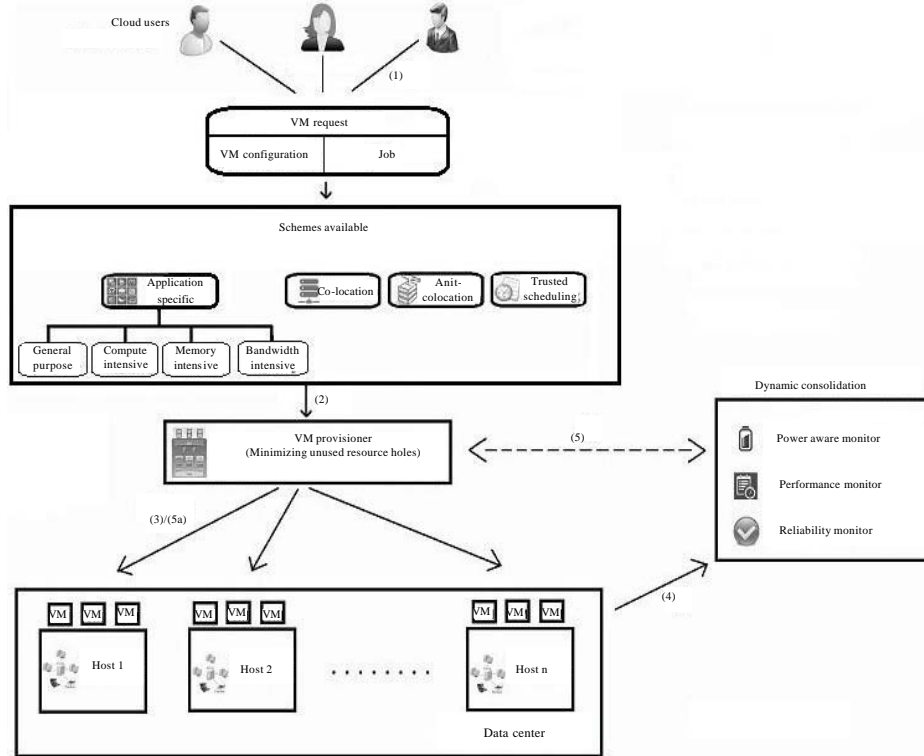 Cloud users
(1)
VM request
VM configuration
Job
Schemes available
Application
specific
Co-location
Anit-
colocation
Trusted
scheduling
General
purpose
Compute
intensive
Memory
intensive
Bandwidth
intensive
(2)
Dynamic consolidation
VM provisioner
(Minimizing unused resource holes)
(5)
Power aware monitor
Performance monitor
Reliability monitor
(3)/(5a)
(4)
VM VM VM
VM VM VM
VM VM VM
Host 1
Host 2
Host n
Data center